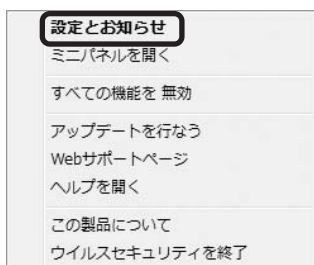 設定とお知らせ
ミニパネルを開く
すべての機能を 無効
アップデートを行なう
Webサポートページ
ヘルプを開く
この製品について
ウイルスセキュリティを終了